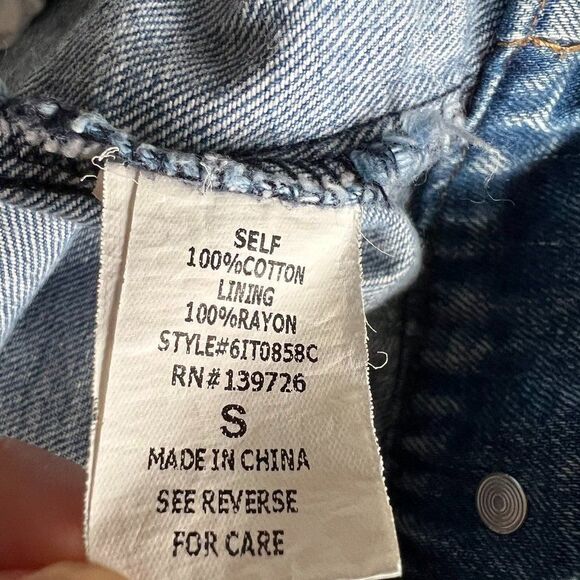 SELF
100%COTTON
LINING
100%RAYON
STYLE#6IT0858C
RN#139726
S
MADE IN CHINA
SEE REVERSE
FOR CARE